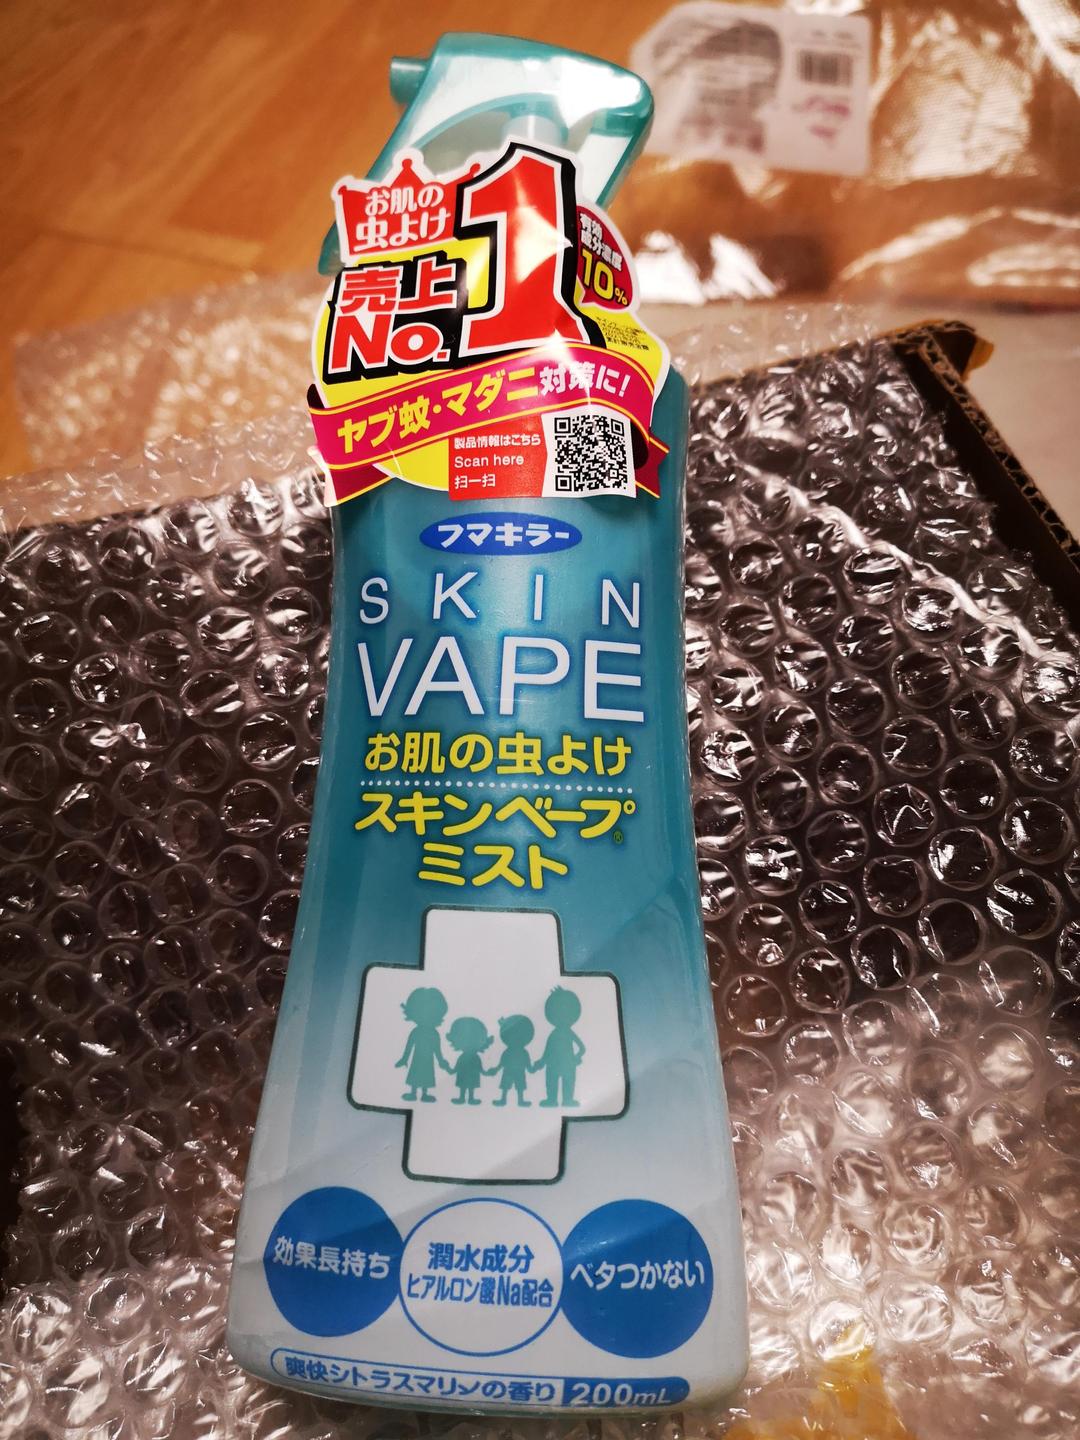 お肌の
虫よけ
売上
No.1
有効
成分濃度
10%
ヤブ蚊・マダニ対策に!
製品情報はこちら
Scan here
扫一扫
フマキラー
SKIN
VAPE
お肌の虫よけ
スキンベープ®
ミスト
効果長持ち
潤水成分
ヒアルロン酸Na配合
ベタつかない
爽快シトラスマリンの香り 200mL